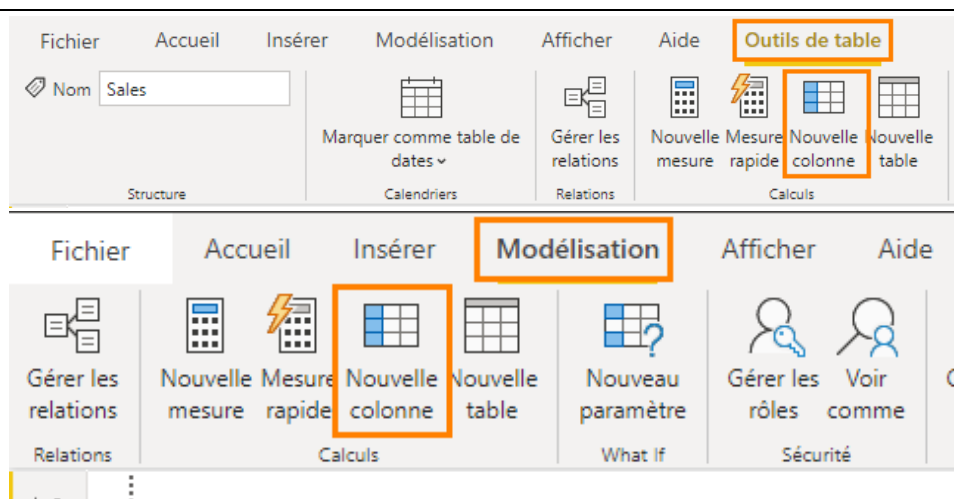 Fichier Accueil Insérer Modélisation Afficher Aide Outils de table
Nom Sales
Marquer comme table de dates
Gérer les relations
Nouvelle mesure
Mesure rapide
Nouvelle colonne
Nouvelle table
Structure Calendriers Relations Calculs
Fichier Accueil Insérer Modélisation Afficher Aide
Gérer les relations
Nouvelle mesure
Mesure rapide
Nouvelle colonne
Nouvelle table
Nouveau paramètre
Gérer les rôles
Voir comme
Relations Calculs What If Sécurité